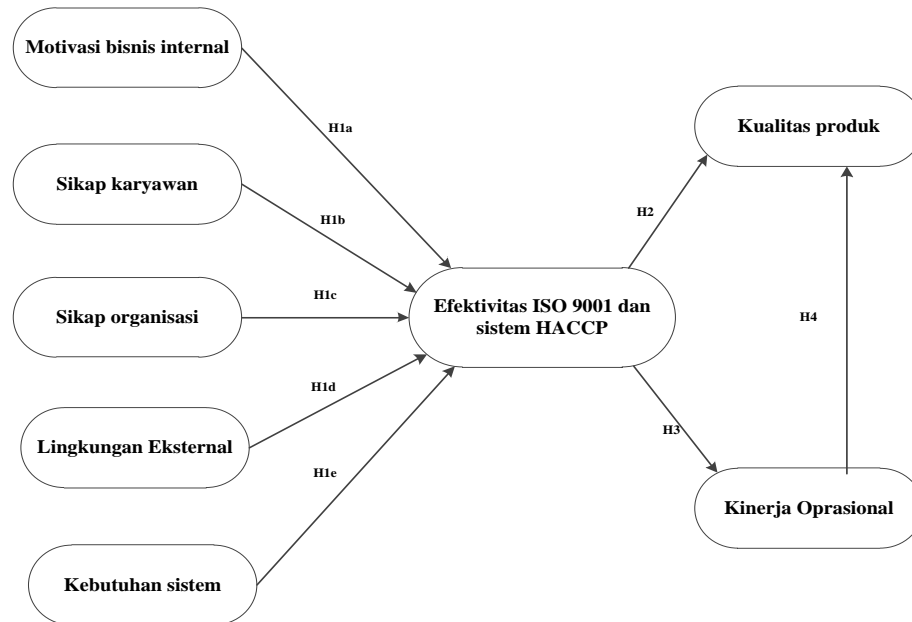 Motivasi bisnis internal
H1a
Kualitas produk
Sikap karyawan
H1b
H2
Sikap organisasi
H1c
Efektivitas ISO 9001 dan
sistem HACCP
H4
Lingkungan Eksternal
H1d
H3
H1e
Kinerja Oprasional
Kebutuhan sistem